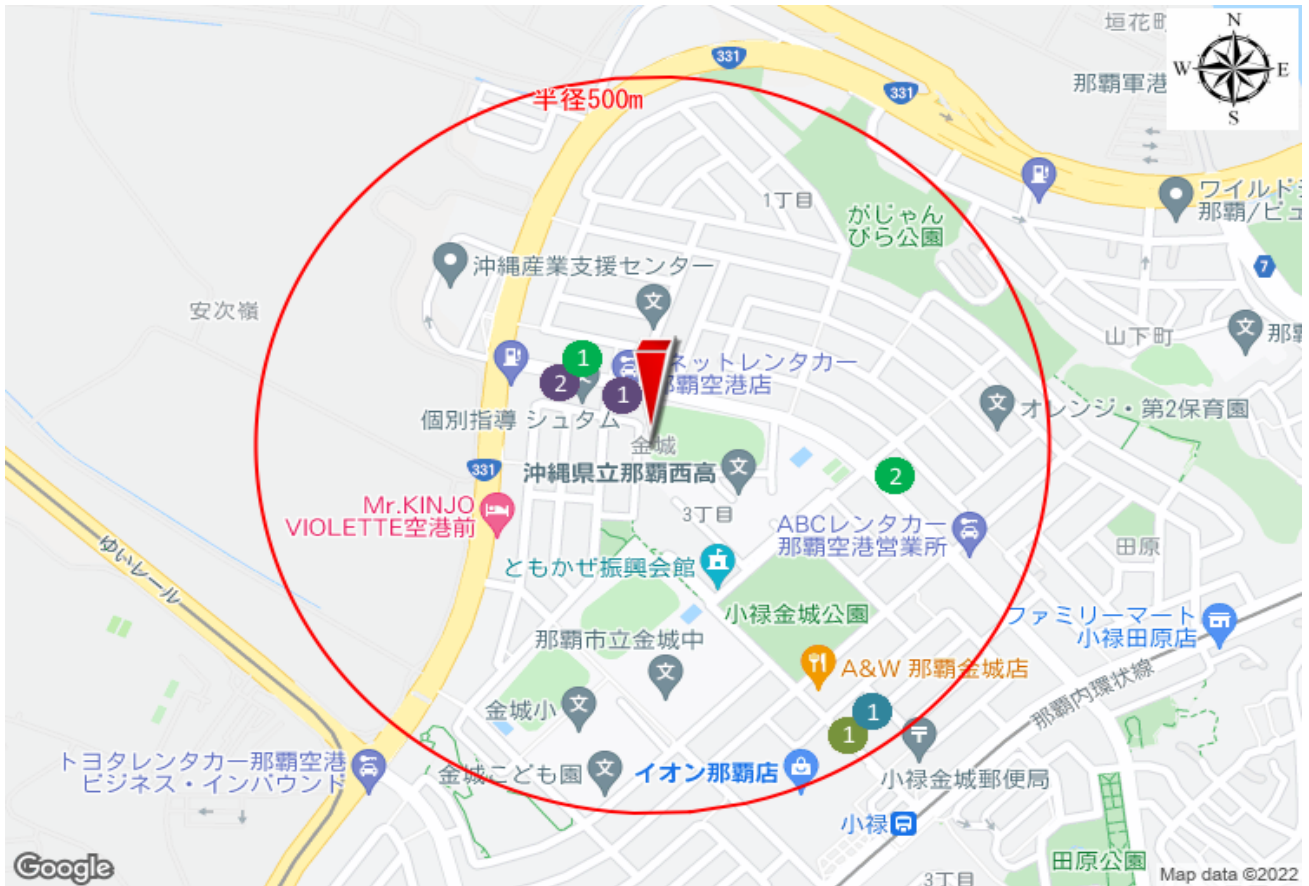 垣花町
N
W E
S
331
那覇軍港
半径500m
331
ワイルド
那覇/ピュ
1丁目
がじゃん
びら公園
沖縄産業支援センター
文
7
安次嶺
山下町
文
那覇
1
ネットレンタカー
那覇空港店
2
1
文
オレンジ・第2保育園
個別指導 シュタム
金城
331
沖縄県立那覇西高
文
2
Mr.KINJO
VIOLETTE空港前
3丁目
ABCレンタカー
那覇空港営業所
田原
ゆいレール
ともかぜ振興会館
小禄金城公園
ファミリーマート
小禄田原店
那覇市立金城中
文
A&W 那覇金城店
那覇内環状線
金城小
文
1
1
トヨタレンタカー那覇空港
ビジネス・インバウンド
金城こども園
文
イオン那覇店
小禄金城郵便局
小禄
田原公園
3丁目
Google
Map data ©2022